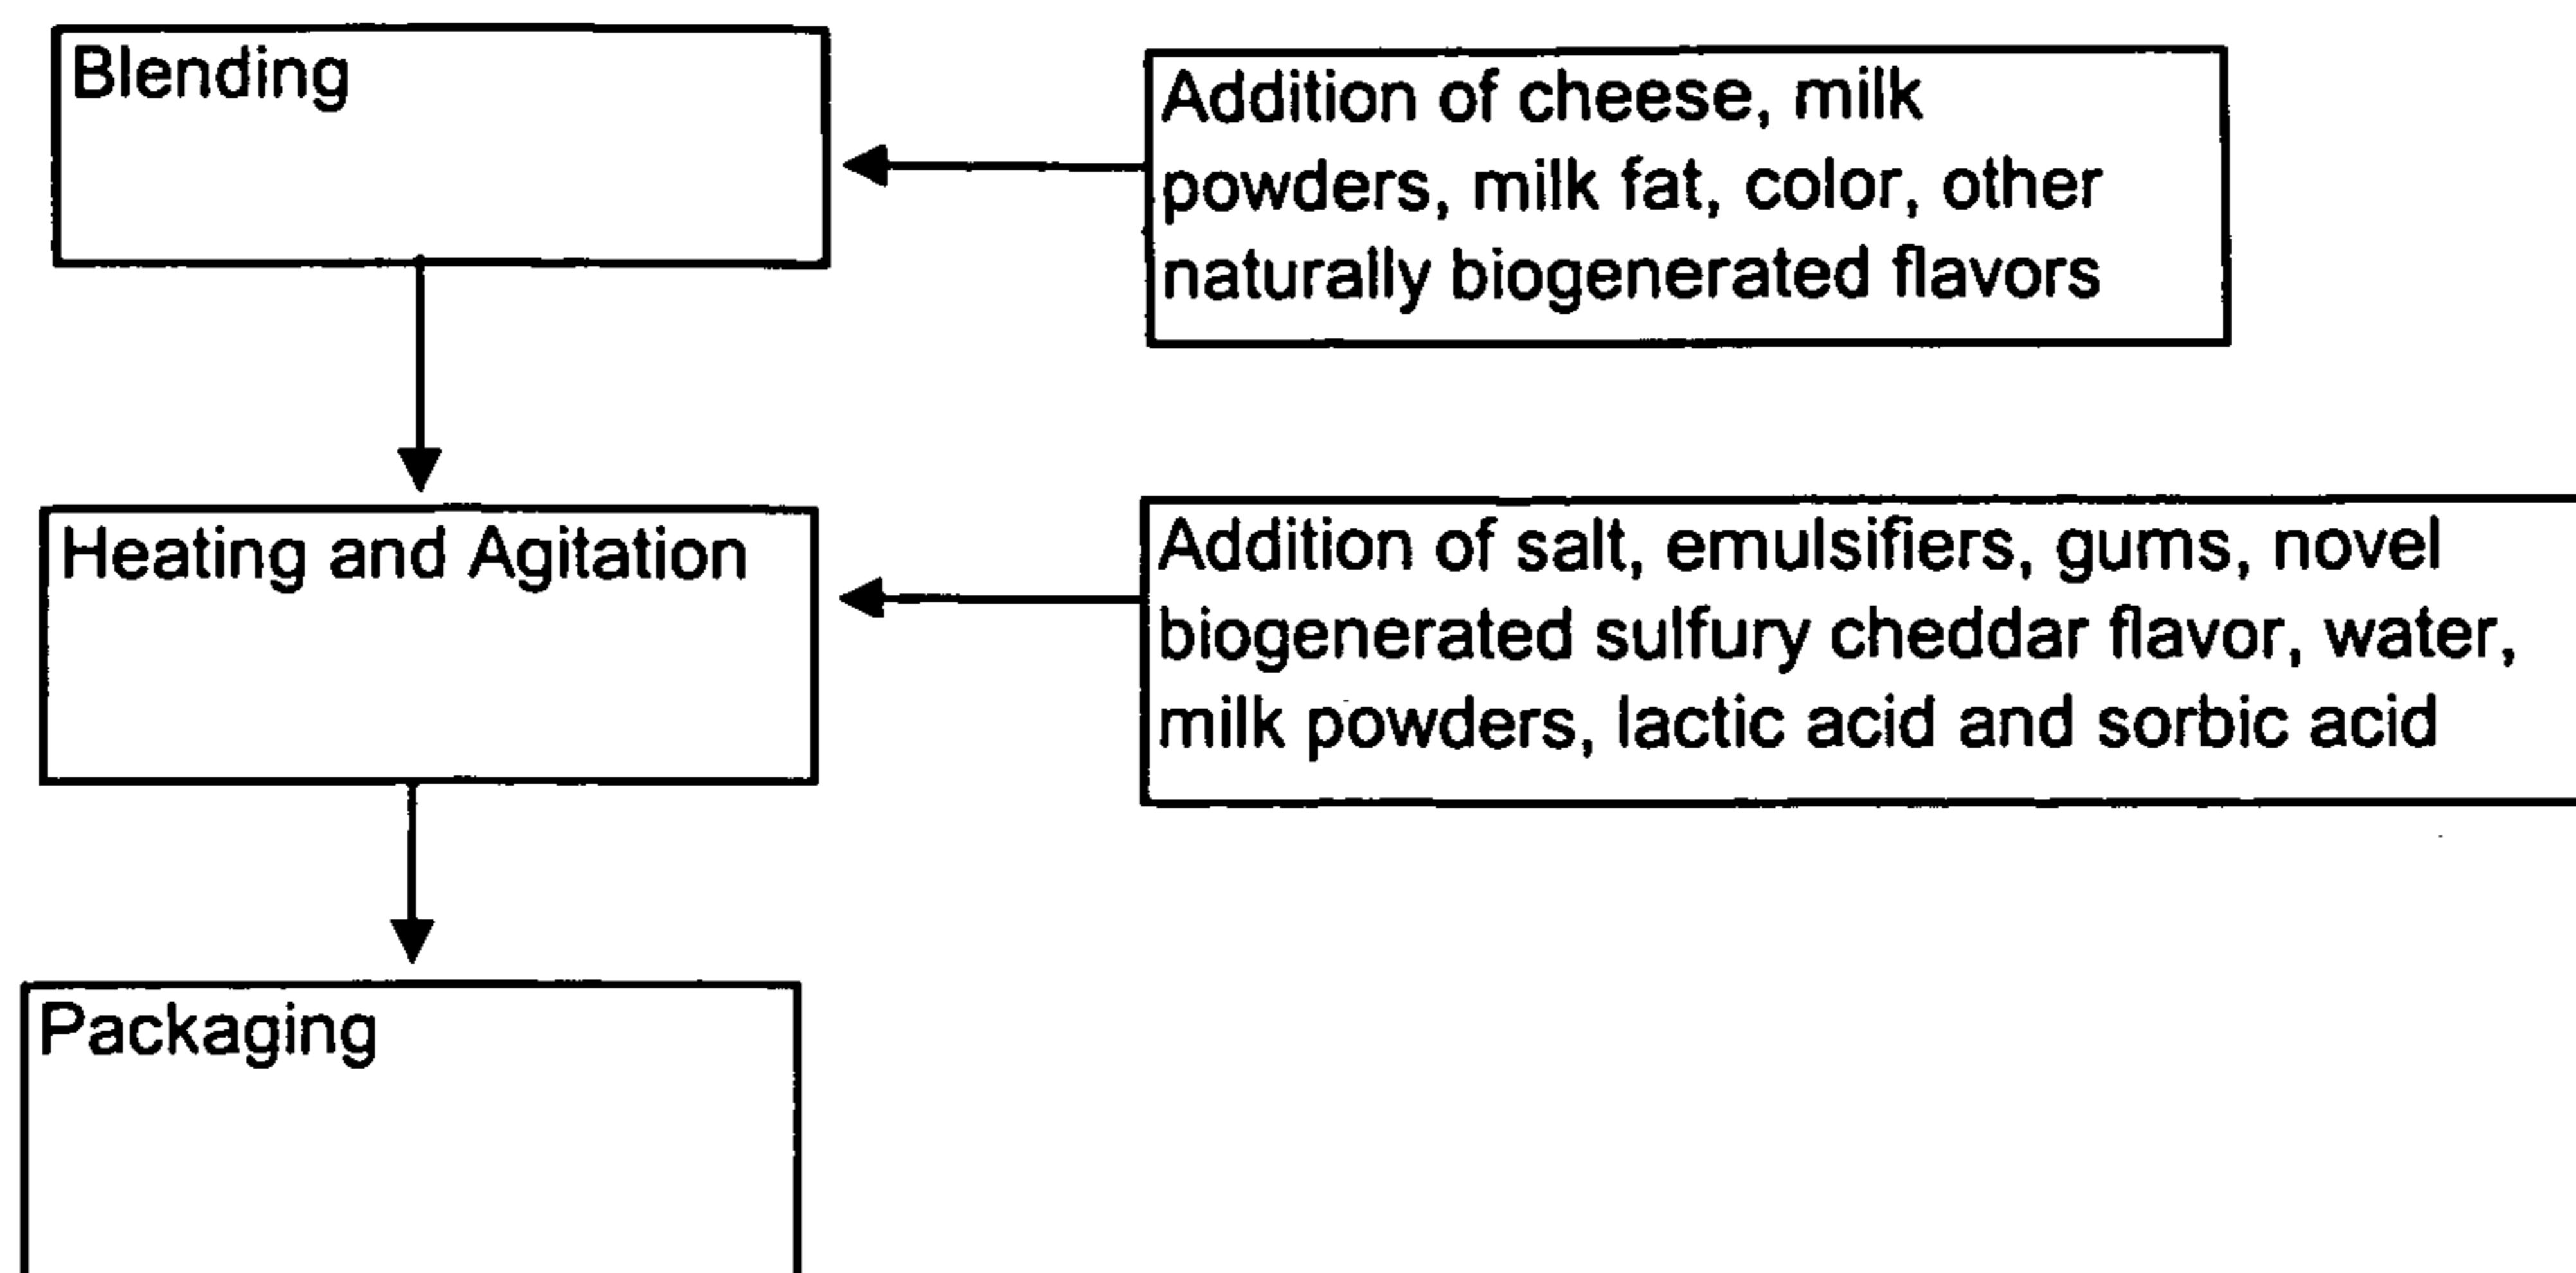 Blending
Addition of cheese, milk
powders, milk fat, color, other
naturally biogenerated flavors
Heating and Agitation
Addition of salt, emulsifiers, gums, novel
biogenerated sulfury cheddar flavor, water,
milk powders, lactic acid and sorbic acid
Packaging